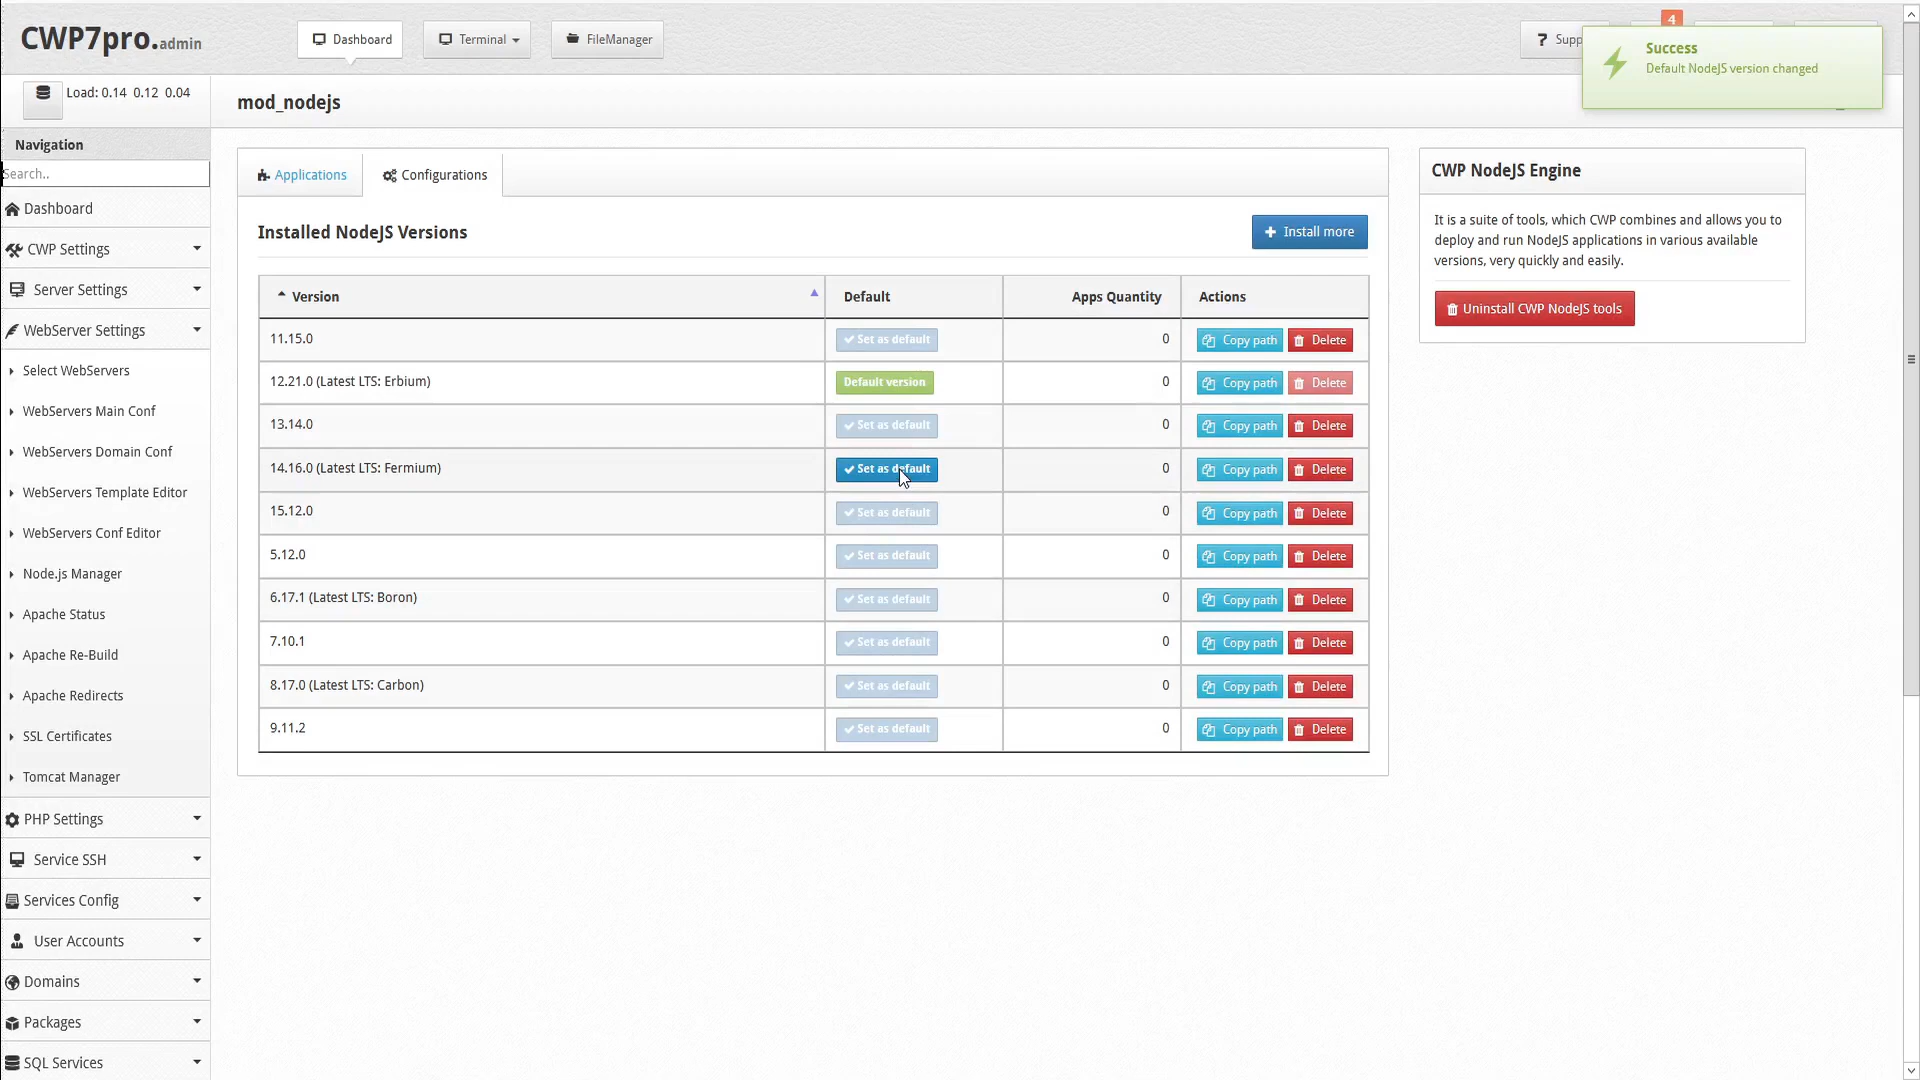 CWP7pro.admin
Dashboard
Terminal
FileManager
? Supp
4
Success
Default NodeJS version changed
Load: 0.14 0.12 0.04
mod_nodejs
Navigation
Search..
Dashboard
CWP Settings
Server Settings
WebServer Settings
Select WebServers
WebServers Main Conf
WebServers Domain Conf
WebServers Template Editor
WebServers Conf Editor
Node.js Manager
Apache Status
Apache Re-Build
Apache Redirects
SSL Certificates
Tomcat Manager
PHP Settings
Service SSH
Services Config
User Accounts
Domains
Packages
SQL Services
Applications
Configurations
Installed NodeJS Versions
Install more
Version Default Apps Quantity Actions
11.15.0 Set as default 0 Copy path Delete
12.21.0 (Latest LTS: Erbium) Default version 0 Copy path Delete
13.14.0 Set as default 0 Copy path Delete
14.16.0 (Latest LTS: Fermium) Set as default 0 Copy path Delete
15.12.0 Set as default 0 Copy path Delete
5.12.0 Set as default 0 Copy path Delete
6.17.1 (Latest LTS: Boron) Set as default 0 Copy path Delete
7.10.1 Set as default 0 Copy path Delete
8.17.0 (Latest LTS: Carbon) Set as default 0 Copy path Delete
9.11.2 Set as default 0 Copy path Delete
CWP NodeJS Engine
It is a suite of tools, which CWP combines and allows you to
deploy and run NodeJS applications in various available
versions, very quickly and easily.
Uninstall CWP NodeJS tools